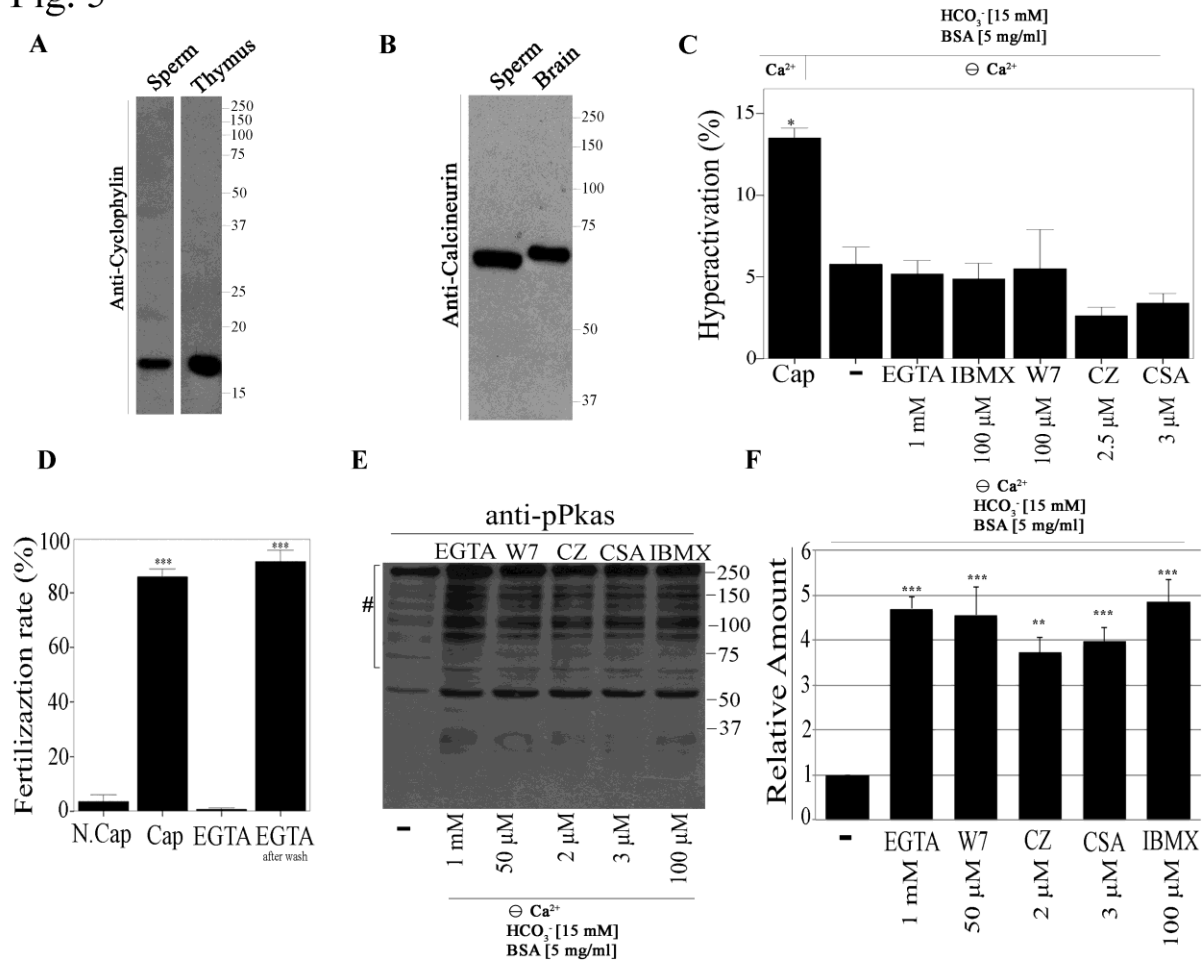 Fig. 5
A
Sperm Thymus
Anti-Cyclophylin
250
150
100
75
50
37
25
20
15
B
Sperm Brain
Anti-Calcineurin
250
150
100
75
50
37
C
HCO3- [15 mM]
BSA [5 mg/ml]
Ca2+ ⊖ Ca2+
Hyperactivation (%)
15
10
5
0
*
Cap - EGTA IBMX W7 CZ CSA
1 mM 100 µM 100 µM 2.5 µM 3 µM
D
Fertilizaztion rate (%)
100
80
60
40
20
0
*** ***
N.Cap Cap EGTA EGTA
after wash
E
anti-pPkas
EGTA W7 CZ CSA IBMX
#
250
150
100
75
50
37
- 1 mM 50 µM 2 µM 3 µM 100 µM
⊖ Ca2+
HCO3- [15 mM]
BSA [5 mg/ml]
F
⊖ Ca2+
HCO3- [15 mM]
BSA [5 mg/ml]
Relative Amount
6
5
4
3
2
1
0
*** *** ** *** ***
- EGTA W7 CZ CSA IBMX
1 mM 50 µM 2 µM 3 µM 100 µM